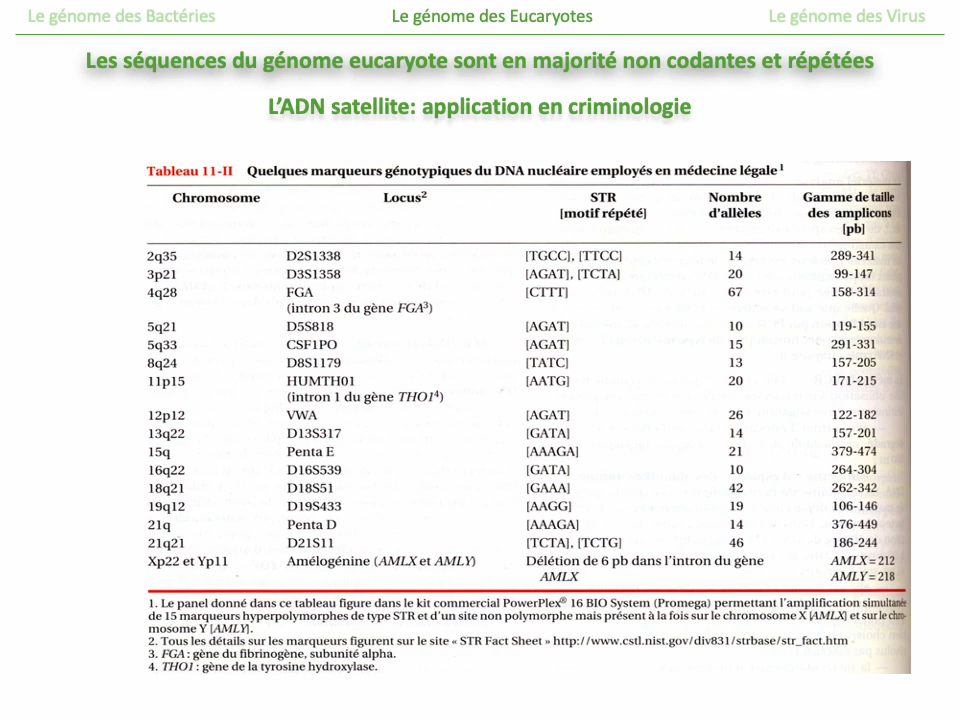 Le génome des Bactéries Le génome des Eucaryotes Le génome des Virus
Les séquences du génome eucaryote sont en majorité non codantes et répétées
L'ADN satellite: application en criminologie
Tableau 11-II Quelques marqueurs génotypiques du DNA nucléaire employés en médecine légale¹
Chromosome Locus² STR Nombre Gamme de taille
[motif répété] d'allèles des amplicons
[pb]
2q35 D2S1338 [TGCC], [TTCC] 14 289-341
3p21 D3S1358 [AGAT], [TCTA] 20 99-147
4q28 FGA [CTTT] 67 158-314
(intron 3 du gène FGA³)
5q21 D5S818 [AGAT] 10 119-155
5q33 CSF1PO [AGAT] 15 291-331
8q24 D8S1179 [TATC] 13 157-205
11p15 HUMTH01 [AATG] 20 171-215
(intron 1 du gène THO1⁴)
12p12 VWA [AGAT] 26 122-182
13q22 D13S317 [GATA] 14 157-201
15q Penta E [AAAGA] 21 379-474
16q22 D16S539 [GATA] 10 264-304
18q21 D18S51 [GAAA] 42 262-342
19q12 D19S433 [AAGG] 19 106-146
21q Penta D [AAAGA] 14 376-449
21q21 D21S11 [TCTA], [TCTG] 46 186-244
Xp22 et Yp11 Amélogénine (AMLX et AMLY) Délétion de 6 pb dans l'intron du gène AMLX=212
AMLX AMLY=218
1. Le panel donné dans ce tableau figure dans le kit commercial PowerPlex® 16 BIO System (Promega) permettant l'amplification simultanée
de 15 marqueurs hyperpolymorphes de type STR et d'un site non polymorphe mais présent à la fois sur le chromosome X [AMLX] et sur le chro-
mosome Y [AMLY].
2. Tous les détails sur les marqueurs figurent sur le site « STR Fact Sheet » http://www.cstl.nist.gov/div831/strbase/str_fact.htm
3. FGA : gène du fibrinogène, subunité alpha.
4. THO1 : gène de la tyrosine hydroxylase.